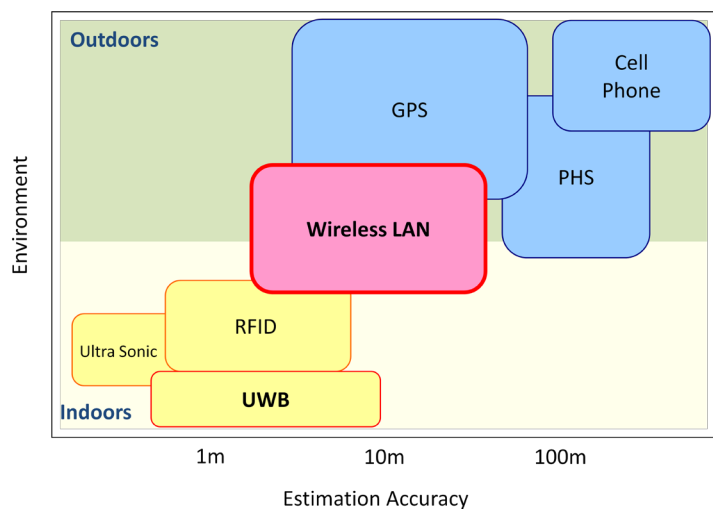 Outdoors
Cell
Phone
GPS
PHS
Environment
Wireless LAN
RFID
Ultra Sonic
UWB
Indoors
1m
10m
100m
Estimation Accuracy